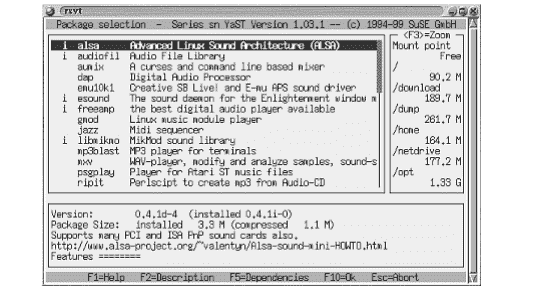 rxvt
Package selection - Series sn YaST Version 1.03.1 -- (c) 1994-99 SuSE GmbH
<F3>=Zoom
Mount point
Free
i alsa Advanced Linux Sound Architecture (ALSA)
i audiofil Audio File Library
aumix A curses and command line based mixer
dap Digital Audio Processor
emu10k1 Creative SB Live! and E-mu APS sound driver
i esound The sound daemon for the Enlightenment window m
i freeamp the best digital audio player available
gmod Linux music module player
jazz Midi sequencer
i libmikmo MikMod sound library
mp3blast MP3 player for terminals
mxv WAV-player, modify and analyze samples, sound-s
psgplay Player for Atari ST music files
ripit Perlscipt to create mp3 from Audio-CD
/
90.2 M
/download
189.7 M
/dump
261.7 M
/home
164.1 M
/netdrive
177.2 M
/opt
1.33 G
Version: 0.4.1d-4 (installed 0.4.1i-0)
Package Size: installed 3.3 M (compressed 1.1 M)
Supports many PCI and ISA PnP sound cards also.
http://www.alsa-project.org/~valentyn/Alsa-sound-mini-HOWTO.html
Features ========
F1=Help F2=Description F5=Dependencies F10=Ok Esc=Abort